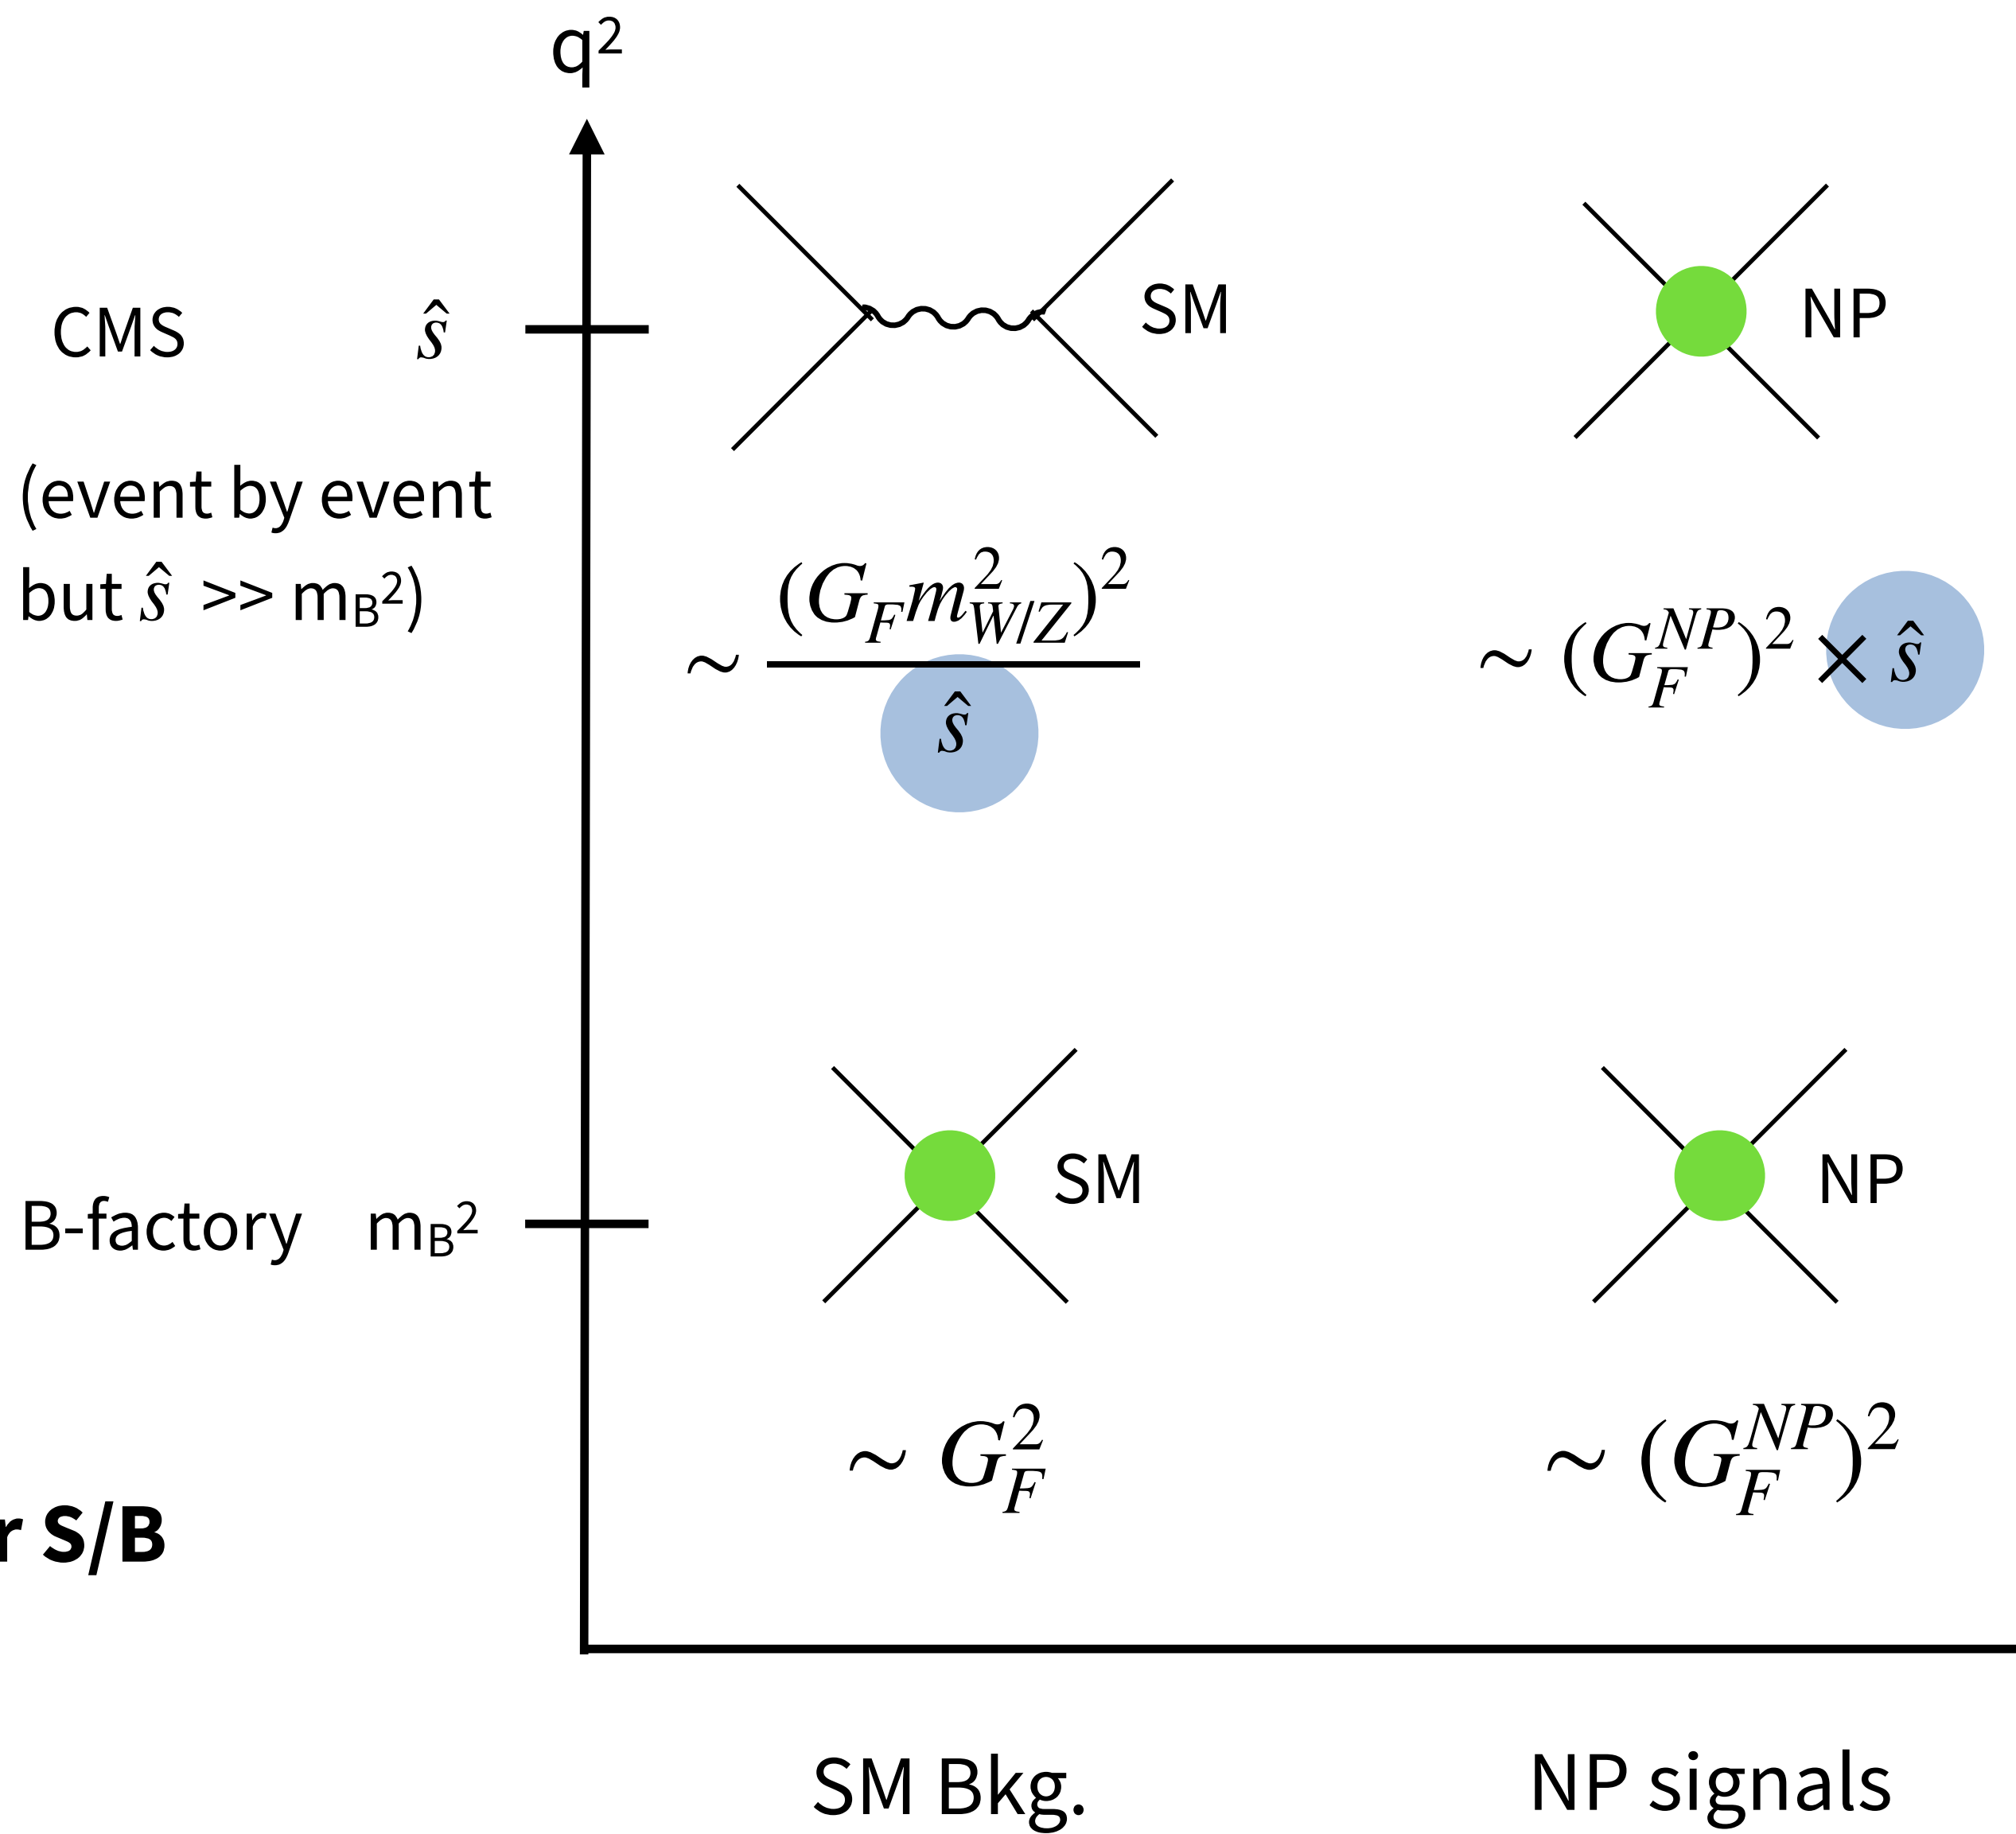 q²
CMS ŝ
SM
NP
(event by event
but ŝ >> m_B²)
~ (G_F m²_W/Z)² / ŝ
~ (G_F^NP)² × ŝ
SM
NP
B-factory m_B²
~ G_F²
~ (G_F^NP)²
r S/B
SM Bkg.
NP signals